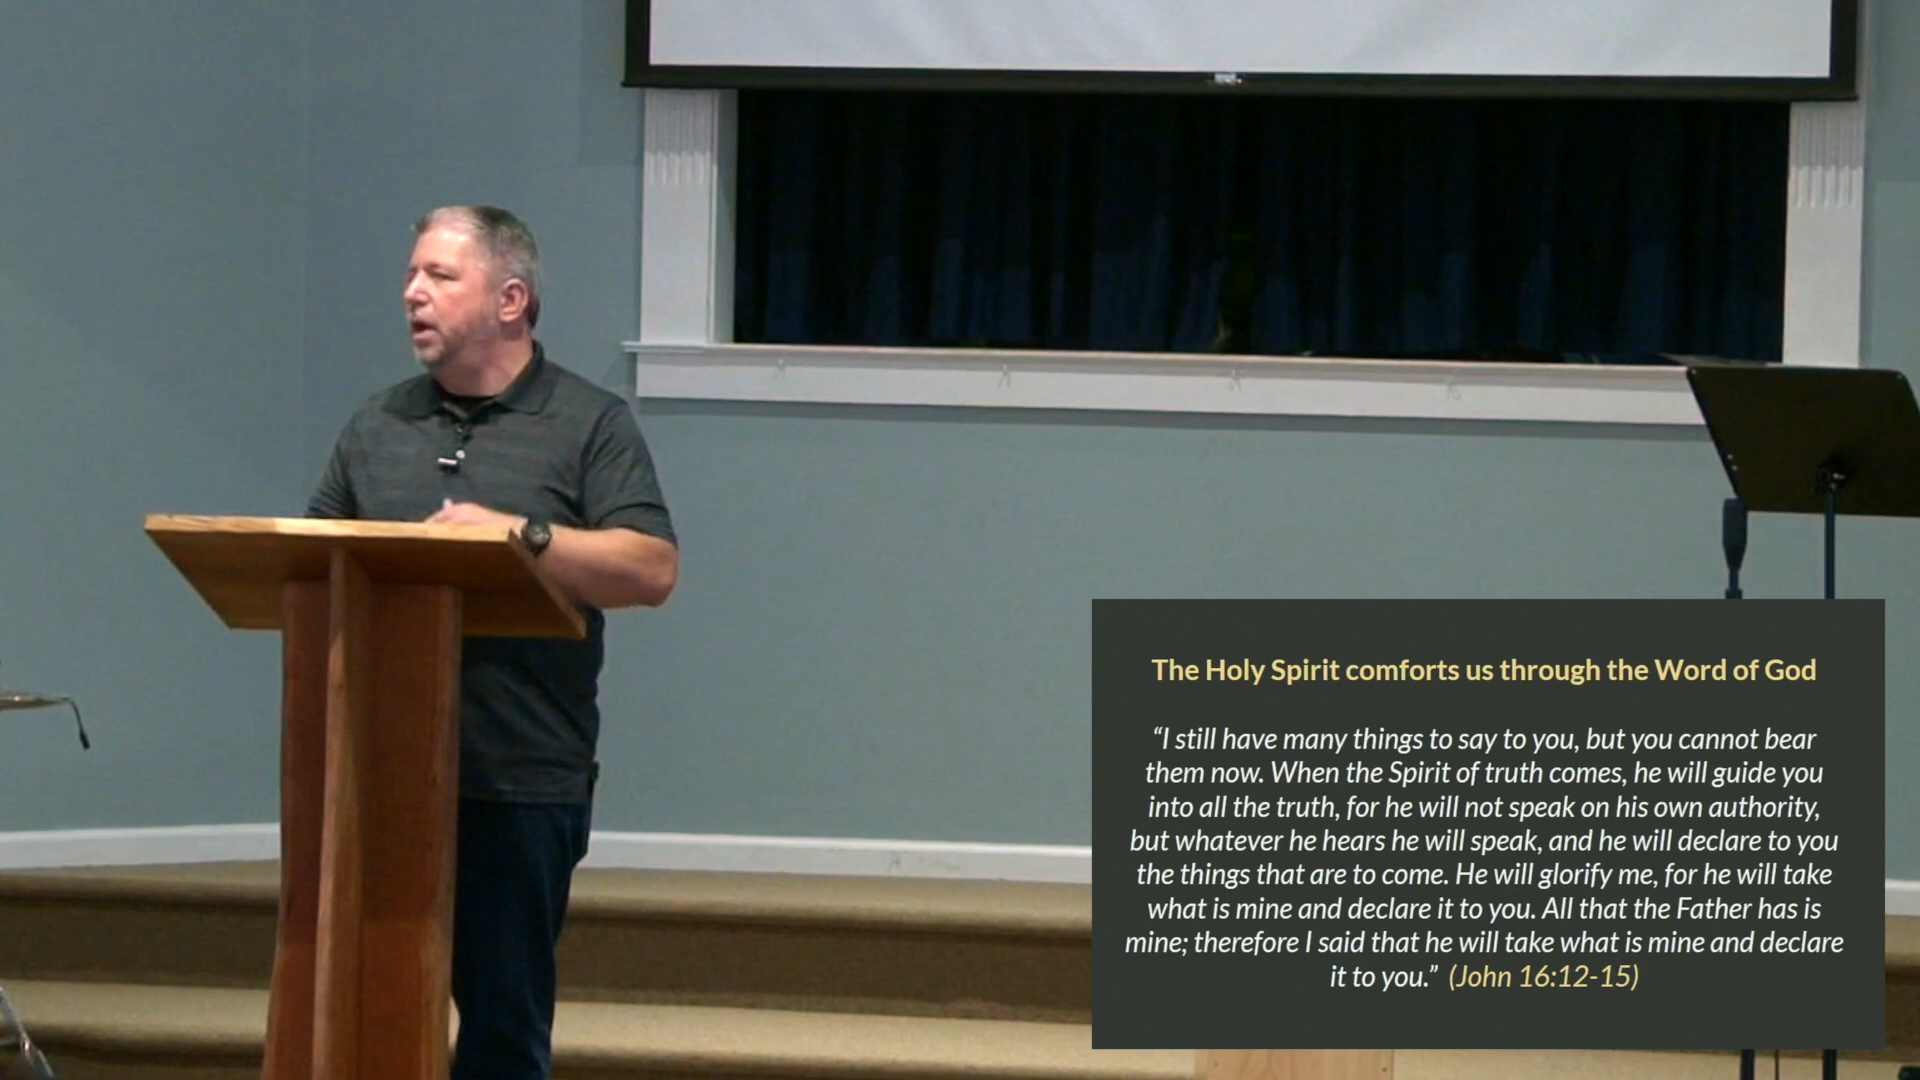 The Holy Spirit comforts us through the Word of God
“I still have many things to say to you, but you cannot bear
them now. When the Spirit of truth comes, he will guide you
into all the truth, for he will not speak on his own authority,
but whatever he hears he will speak, and he will declare to you
the things that are to come. He will glorify me, for he will take
what is mine and declare it to you. All that the Father has is
mine; therefore I said that he will take what is mine and declare
it to you.” (John 16:12-15)